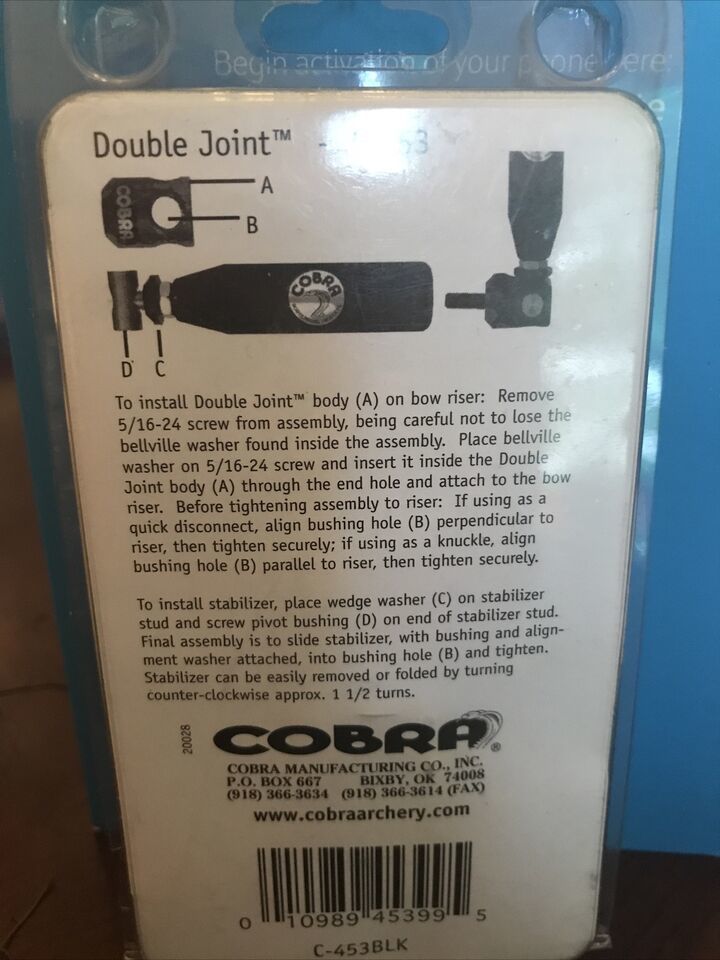 Begin activation of your phone here:
Double Joint™
COBRA
A
B
COBRA
D C
To install Double Joint™ body (A) on bow riser: Remove
5/16-24 screw from assembly, being careful not to lose the
bellville washer found inside the assembly. Place bellville
washer on 5/16-24 screw and insert it inside the Double
Joint body (A) through the end hole and attach to the bow
riser. Before tightening assembly to riser: If using as a
quick disconnect, align bushing hole (B) perpendicular to
riser, then tighten securely; if using as a knuckle, align
bushing hole (B) parallel to riser, then tighten securely.
To install stabilizer, place wedge washer (C) on stabilizer
stud and screw pivot bushing (D) on end of stabilizer stud.
Final assembly is to slide stabilizer, with bushing and align-
ment washer attached, into bushing hole (B) and tighten.
Stabilizer can be easily removed or folded by turning
counter-clockwise approx. 1 1/2 turns.
20028
COBRA®
COBRA MANUFACTURING CO., INC.
P.O. BOX 667 BIXBY, OK 74008
(918) 366-3634 (918) 366-3614 (FAX)
www.cobraarchery.com
0 10989 45399 5
C-453BLK